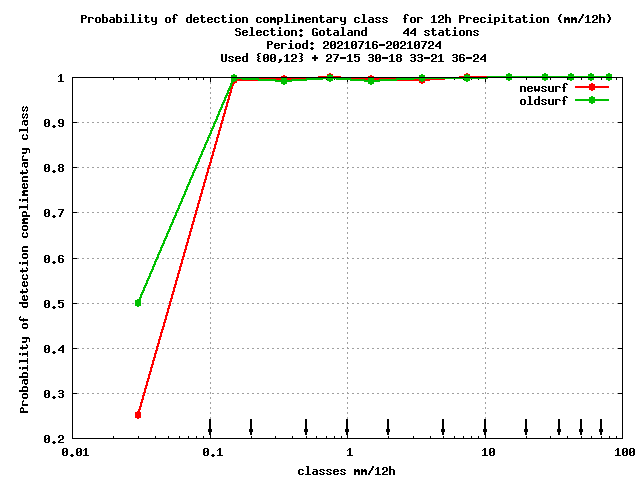 Probability of detection complimentary class  for 12h Precipitation (mm/12h)
Selection: Gotaland     44 stations
Period: 20210716-20210724
Used {00,12} + 27-15 30-18 33-21 36-24
newsurf
oldsurf
Probability of detection complimentary class
1
0.9
0.8
0.7
0.6
0.5
0.4
0.3
0.2
0.01 0.1 1 10 100
classes mm/12h